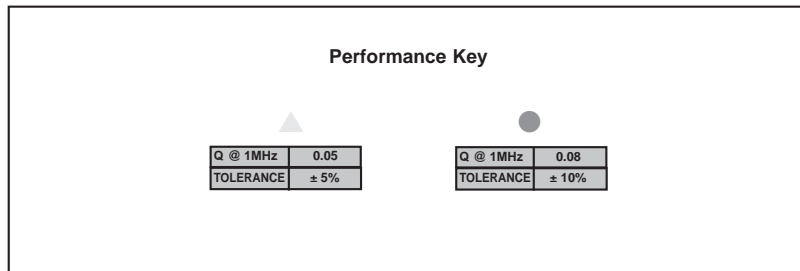 Performance Key
Q @ 1MHz 0.05
TOLERANCE ± 5%
Q @ 1MHz 0.08
TOLERANCE ± 10%